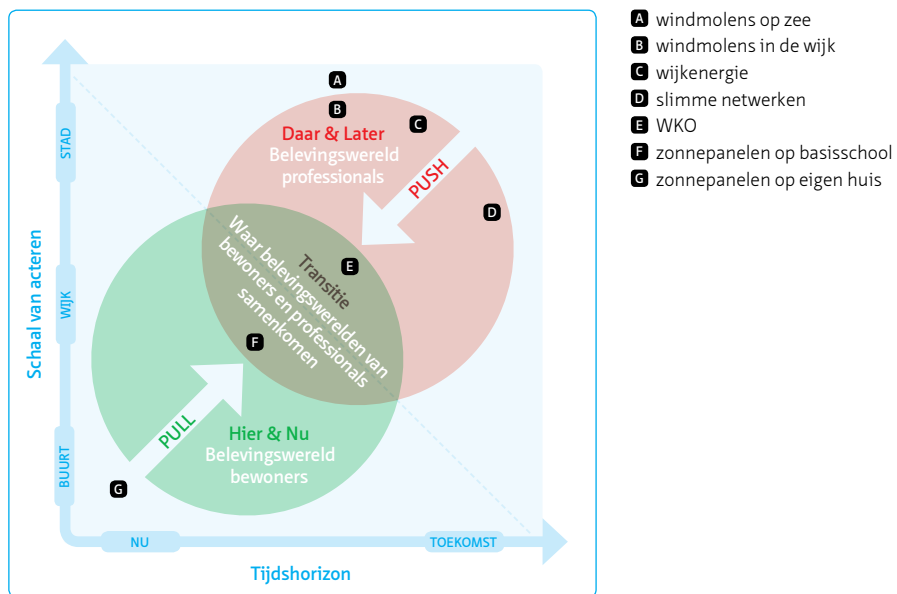 Schaal van acteren
STAD
WIJK
BUURT
NU
TOEKOMST
Tijdshorizon
A
B
C
D
E
F
G
Daar & Later
Belevingswereld
professionals
PUSH
Transitie
Waar belevingswerelden van
bewoners en professionals
samenkomen
PULL
Hier & Nu
Belevingswereld
bewoners
A windmolens op zee
B windmolens in de wijk
C wijkenergie
D slimme netwerken
E WKO
F zonnepanelen op basisschool
G zonnepanelen op eigen huis